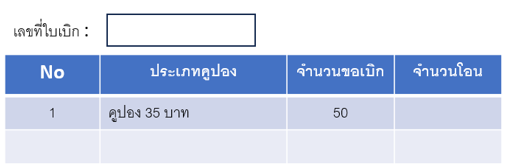 เลขที่ใบเบิก :
No ประเภทคูปอง จำนวนขอเบิก จำนวนโอน
1 คูปอง 35 บาท 50